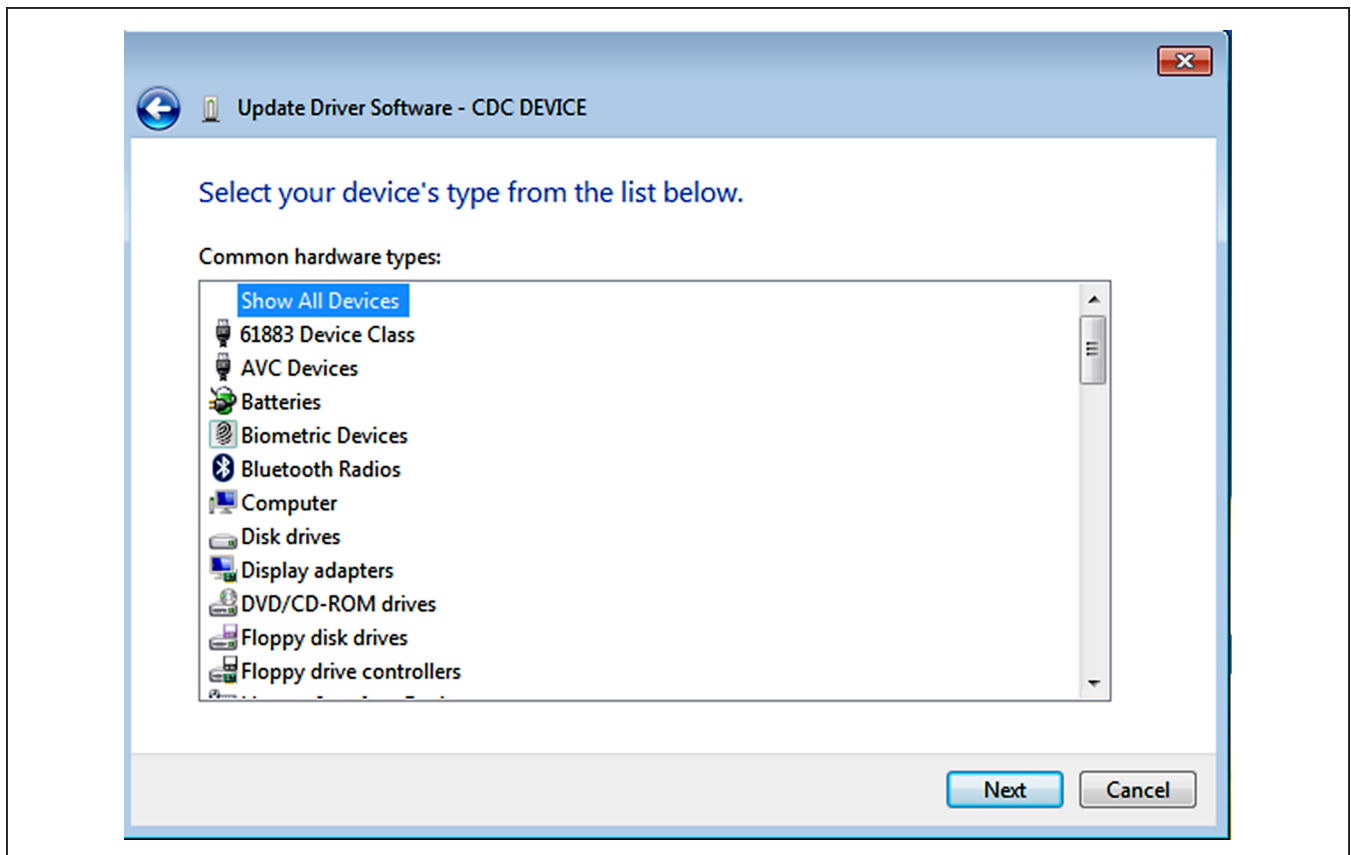 Update Driver Software - CDC DEVICE
Select your device's type from the list below.
Common hardware types:
Show All Devices
61883 Device Class
AVC Devices
Batteries
Biometric Devices
Bluetooth Radios
Computer
Disk drives
Display adapters
DVD/CD-ROM drives
Floppy disk drives
Floppy drive controllers
Next Cancel